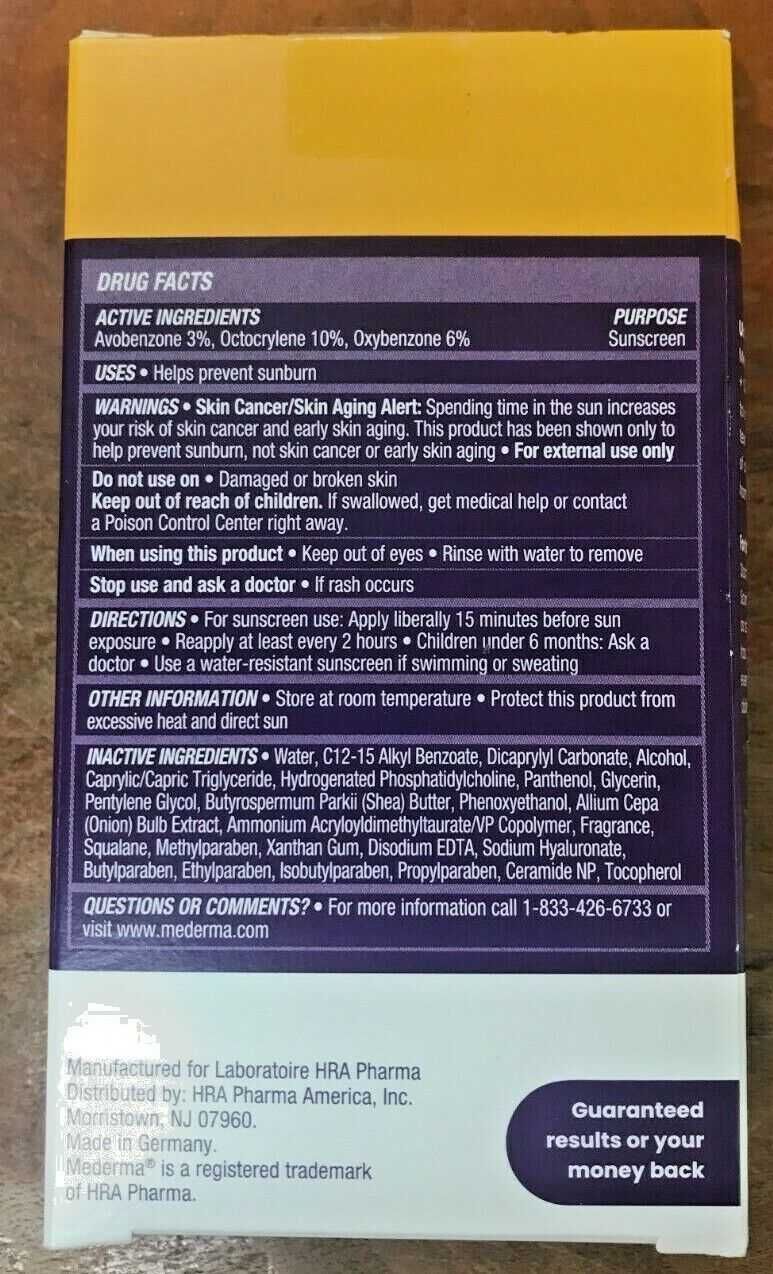 DRUG FACTS
ACTIVE INGREDIENTS PURPOSE
Avobenzone 3%, Octocrylene 10%, Oxybenzone 6% Sunscreen
USES • Helps prevent sunburn
WARNINGS • Skin Cancer/Skin Aging Alert: Spending time in the sun increases
your risk of skin cancer and early skin aging. This product has been shown only to
help prevent sunburn, not skin cancer or early skin aging • For external use only
Do not use on • Damaged or broken skin
Keep out of reach of children. If swallowed, get medical help or contact
a Poison Control Center right away.
When using this product • Keep out of eyes • Rinse with water to remove
Stop use and ask a doctor • If rash occurs
DIRECTIONS • For sunscreen use: Apply liberally 15 minutes before sun
exposure • Reapply at least every 2 hours • Children under 6 months: Ask a
doctor • Use a water-resistant sunscreen if swimming or sweating
OTHER INFORMATION • Store at room temperature • Protect this product from
excessive heat and direct sun
INACTIVE INGREDIENTS • Water, C12-15 Alkyl Benzoate, Dicaprylyl Carbonate, Alcohol,
Caprylic/Capric Triglyceride, Hydrogenated Phosphatidylcholine, Panthenol, Glycerin,
Pentylene Glycol, Butyrospermum Parkii (Shea) Butter, Phenoxyethanol, Allium Cepa
(Onion) Bulb Extract, Ammonium Acryloyldimethyltaurate/VP Copolymer, Fragrance,
Squalane, Methylparaben, Xanthan Gum, Disodium EDTA, Sodium Hyaluronate,
Butylparaben, Ethylparaben, Isobutylparaben, Propylparaben, Ceramide NP, Tocopherol
QUESTIONS OR COMMENTS? • For more information call 1-833-426-6733 or
visit www.mederma.com
Manufactured for Laboratoire HRA Pharma
Distributed by: HRA Pharma America, Inc.
Morristown, NJ 07960.
Made in Germany.
Mederma® is a registered trademark
of HRA Pharma.
Guaranteed
results or your
money back